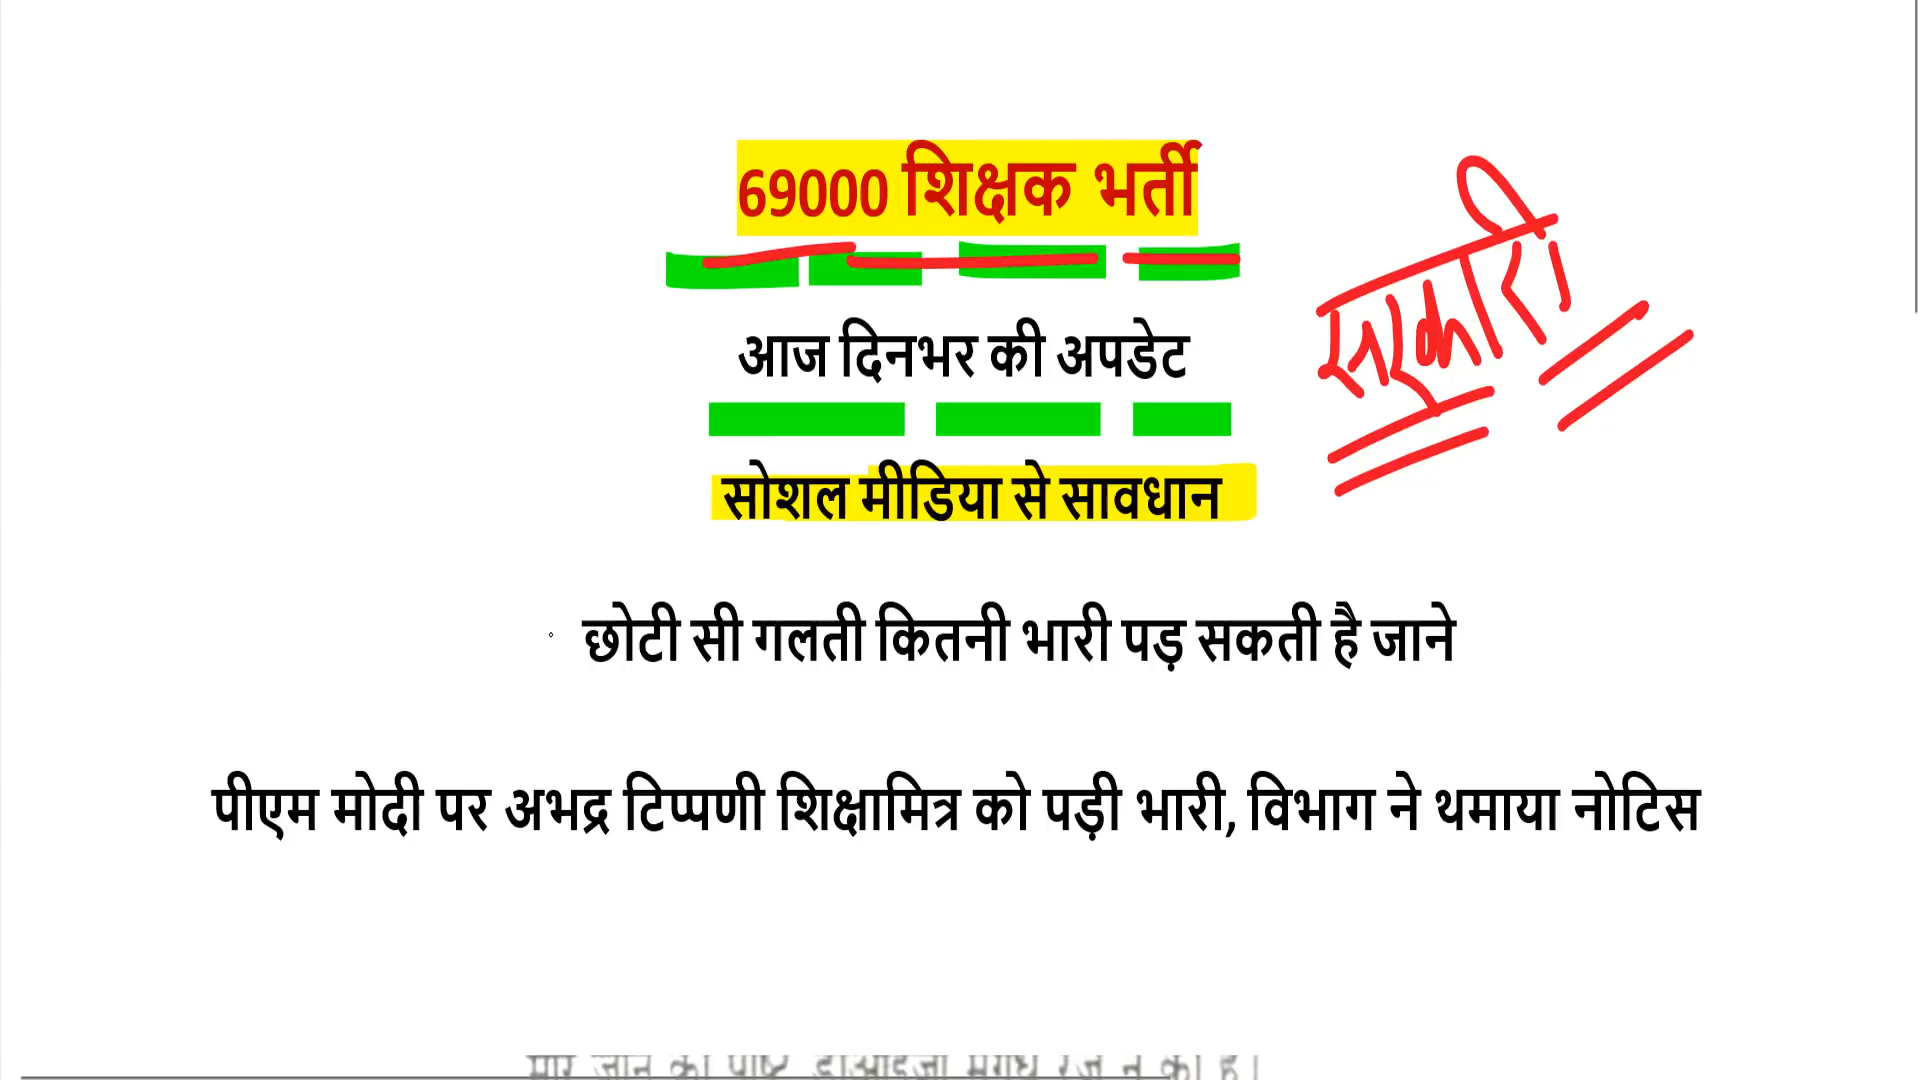 69000 शिक्षक भर्ती
सरकारी
आज दिनभर की अपडेट
सोशल मीडिया से सावधान
छोटी सी गलती कितनी भारी पड़ सकती है जाने
पीएम मोदी पर अभद्र टिप्पणी शिक्षामित्र को पड़ी भारी, विभाग ने थमाया नोटिस